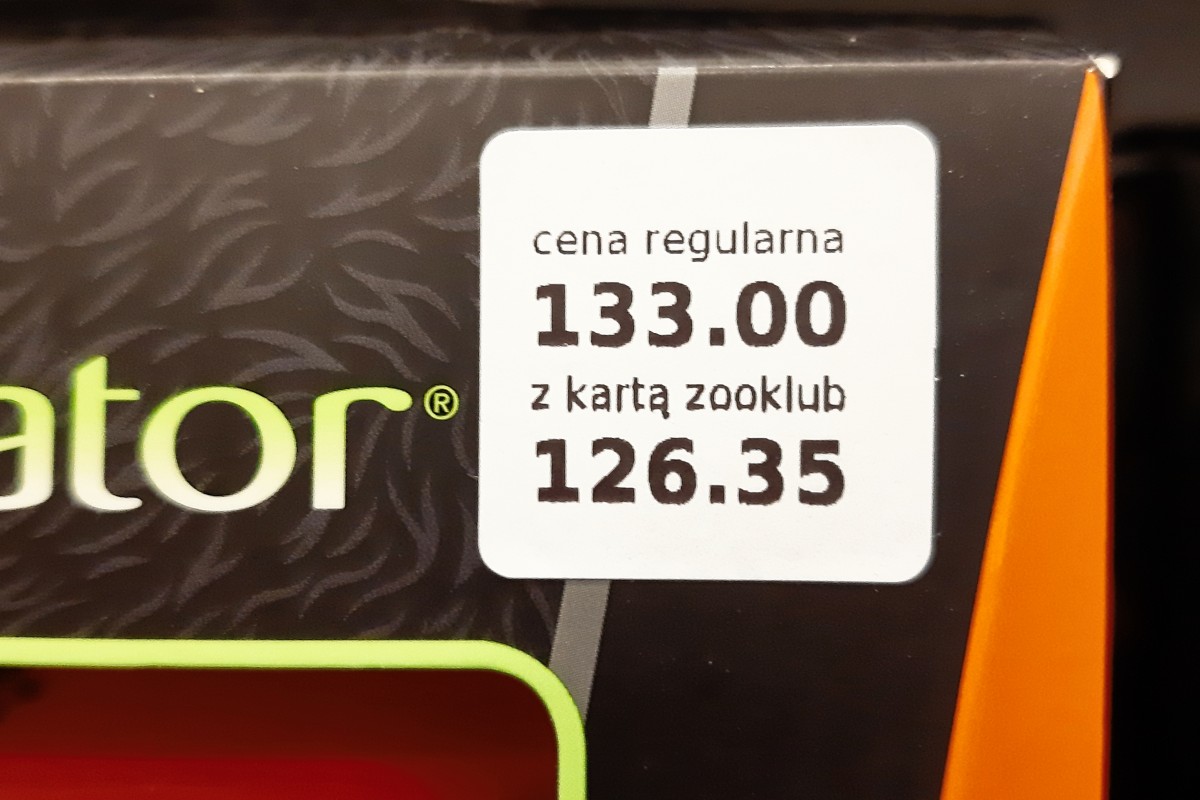 cena regularna
133.00
z kartą zooklub
126.35
ator®